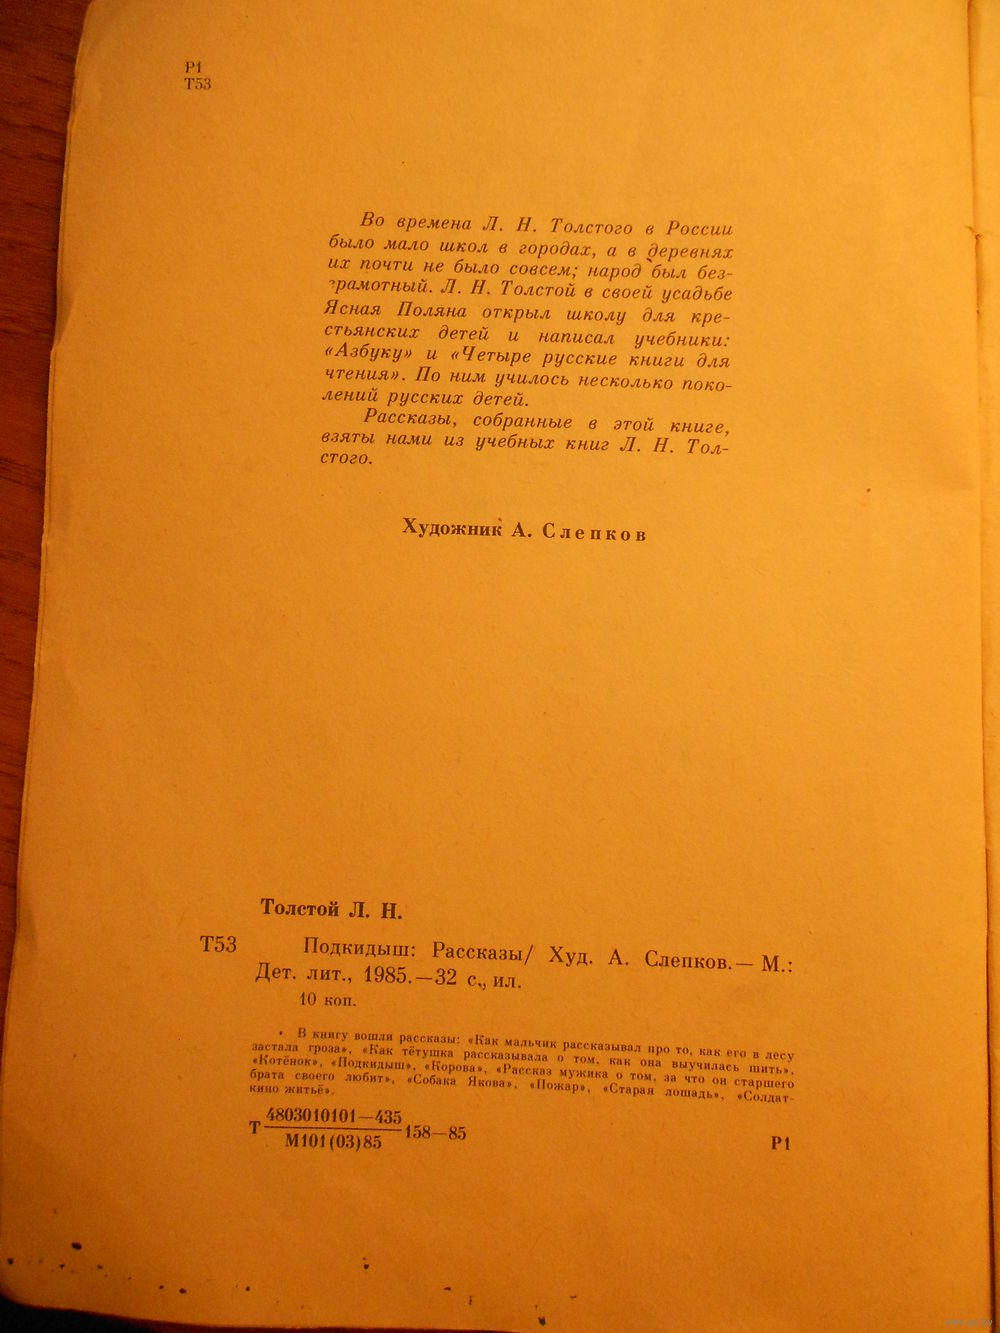 Р1
Т53
Во времена Л. Н. Толстого в России
было мало школ в городах, а в деревнях
их почти не было совсем; народ был без-
грамотный. Л. Н. Толстой в своей усадьбе
Ясная Поляна открыл школу для кре-
стьянских детей и написал учебники:
«Азбуку» и «Четыре русские книги для
чтения». По ним училось несколько поко-
лений русских детей.
Рассказы, собранные в этой книге,
взяты нами из учебных книг Л. Н. Тол-
стого.
Художник А. Слепков
Толстой Л. Н.
Т53 Подкидыш: Рассказы/ Худ. А. Слепков.— М.:
Дет. лит., 1985.—32 с., ил.
10 коп.
В книгу вошли рассказы: «Как мальчик рассказывал про то, как его в лесу
застала гроза», «Как тётушка рассказывала о том, как она выучилась шить»,
«Котёнок», «Подкидыш», «Корова», «Рассказ мужика о том, за что он старшего
брата своего любит», «Собака Якова», «Пожар», «Старая лошадь», «Солдат-
кино житьё».
Т 4803010101—435
М101(03)85 158—85
Р1